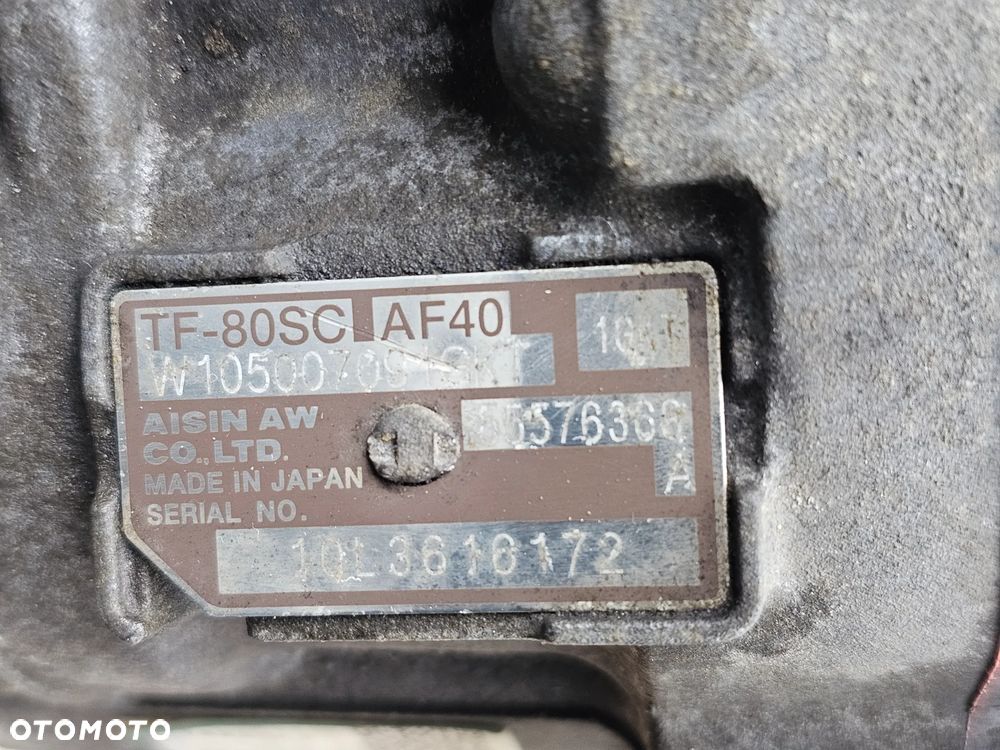 TF-80SC AF40
AISIN AW
CO.,LTD.
MADE IN JAPAN
A
SERIAL NO.
10L3616172
OTOMOTO